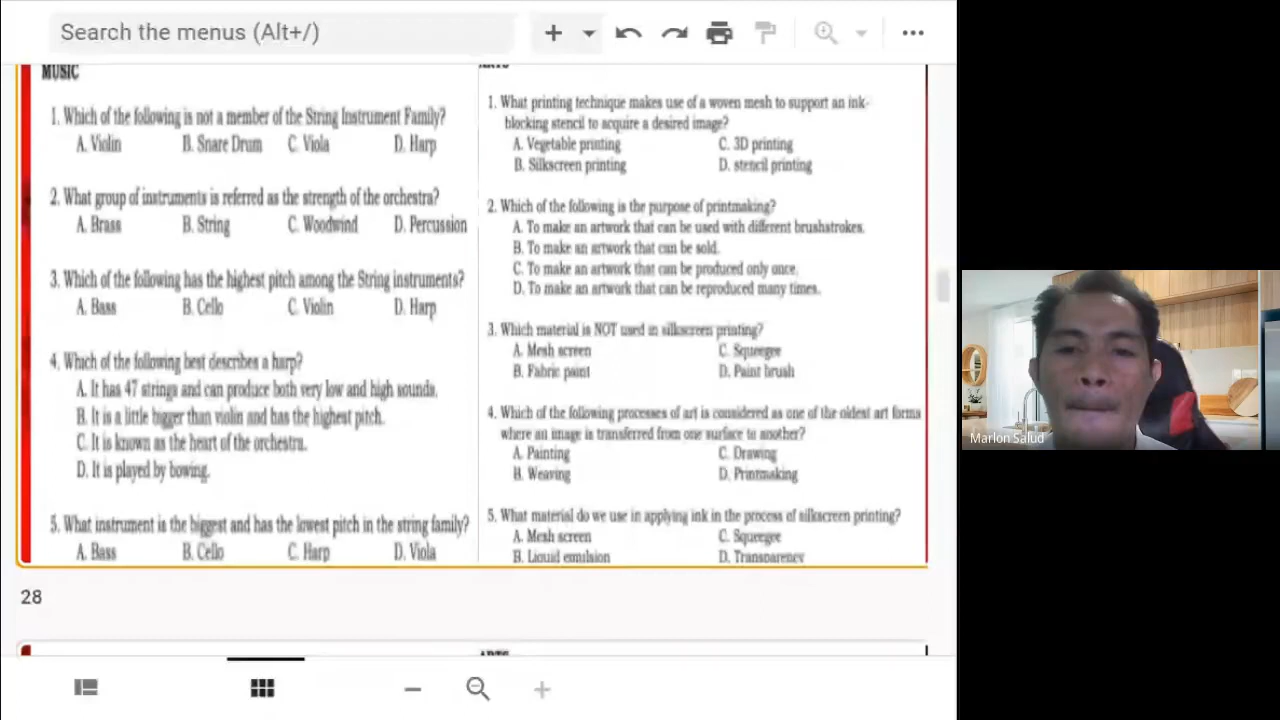 Search the menus (Alt+/)
MUSIC
1. Which of the following is not a member of the String Instrument Family?
A. Violin B. Snare Drum C. Viola D. Harp
2. What group of instruments is referred as the strength of the orchestra?
A. Brass B. String C. Woodwind D. Percussion
3. Which of the following has the highest pitch among the String instruments?
A. Bass B. Cello C. Violin D. Harp
4. Which of the following best describes a harp?
A. It has 47 strings and can produce both very low and high sounds.
B. It is a little bigger than violin and has the highest pitch.
C. It is known as the heart of the orchestra.
D. It is played by bowing.
5. What instrument is the biggest and has the lowest pitch in the string family?
A. Bass B. Cello C. Harp D. Viola
ARTS
1. What printing technique makes use of a woven mesh to support an ink-
blocking stencil to acquire a desired image?
A. Vegetable printing C. 3D printing
B. Silkscreen printing D. stencil printing
2. Which of the following is the purpose of printmaking?
A. To make an artwork that can be used with different brushstrokes.
B. To make an artwork that can be sold.
C. To make an artwork that can be produced only once.
D. To make an artwork that can be reproduced many times.
3. Which material is NOT used in silkscreen printing?
A. Mesh screen C. Squeegee
B. Fabric paint D. Paint brush
4. Which of the following processes of art is considered as one of the oldest art forms
where an image is transferred from one surface to another?
A. Painting C. Drawing
B. Weaving D. Printmaking
5. What material do we use in applying ink in the process of silkscreen printing?
A. Mesh screen C. Squeegee
B. Liquid emulsion D. Transparency
28
ARTS
Marlon Salud